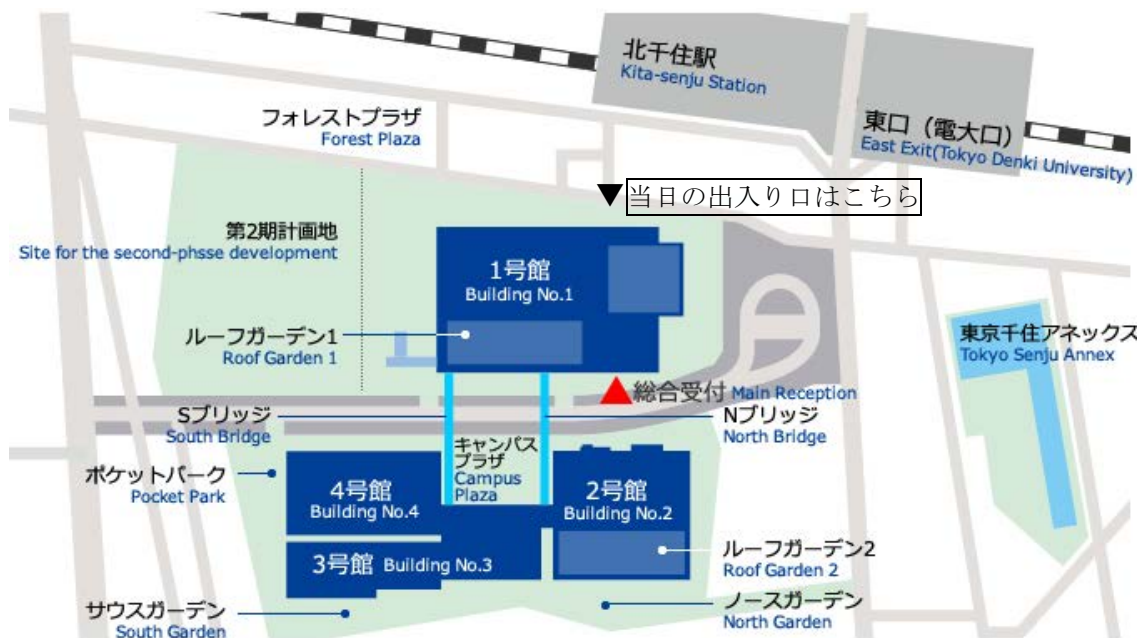 北千住駅
Kita-senju Station
東口（電大口）
East Exit(Tokyo Denki University)
フォレストプラザ
Forest Plaza
▼当日の出入り口はこちら
第2期計画地
Site for the second-phsse development
1号館
Building No.1
ルーフガーデン1
Roof Garden 1
東京千住アネックス
Tokyo Senju Annex
▲総合受付 Main Reception
Sブリッジ
South Bridge
Nブリッジ
North Bridge
キャンパス
プラザ
Campus
Plaza
ポケットパーク
Pocket Park
4号館
Building No.4
2号館
Building No.2
3号館 Building No.3
ルーフガーデン2
Roof Garden 2
サウスガーデン
South Garden
ノースガーデン
North Garden